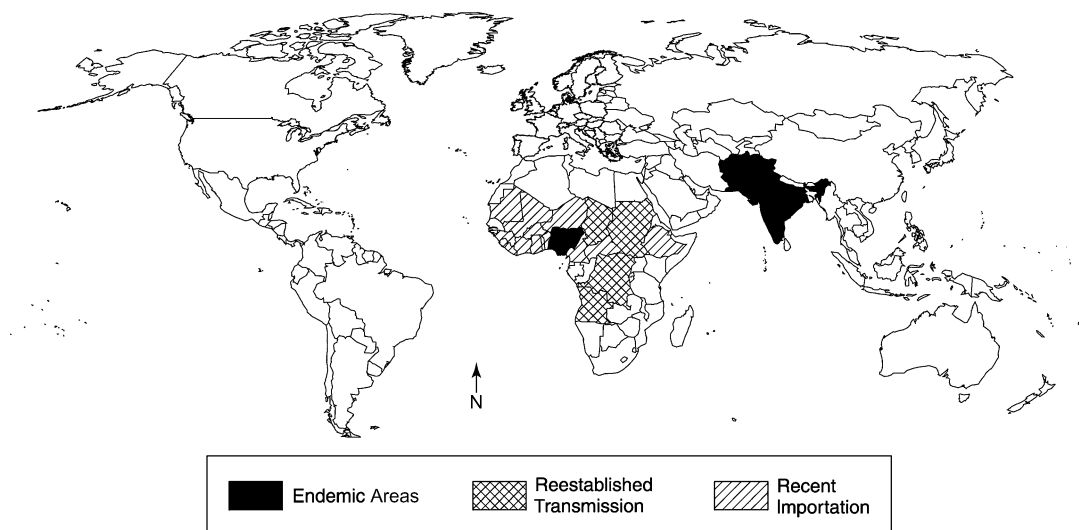 N
Endemic Areas
Reestablished
Transmission
Recent
Importation